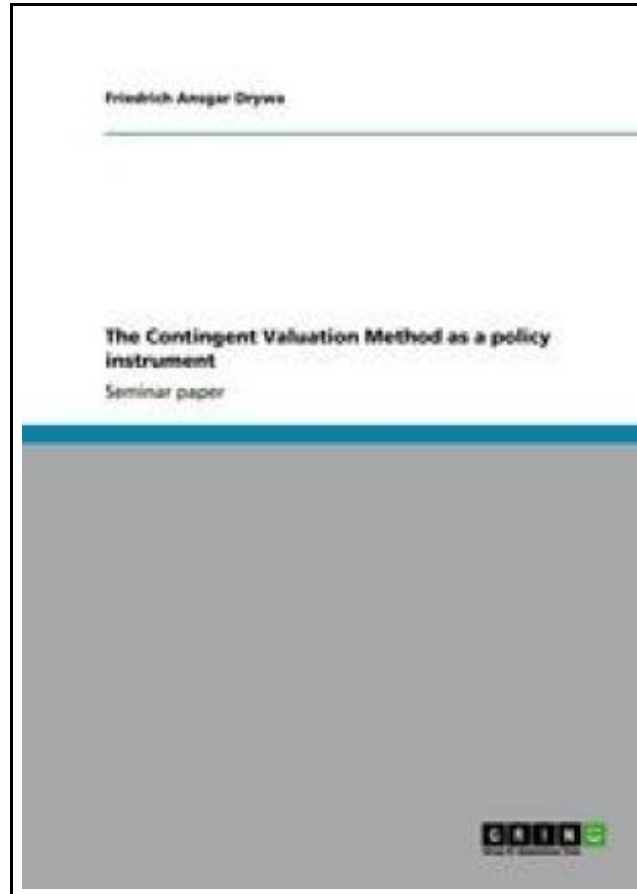 Friedrich Ansgar Drywa
The Contingent Valuation Method as a policy
instrument
Seminar paper
GRIN